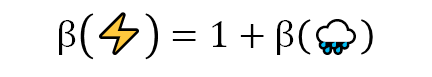 β(⚡) = 1 + β(🌧)